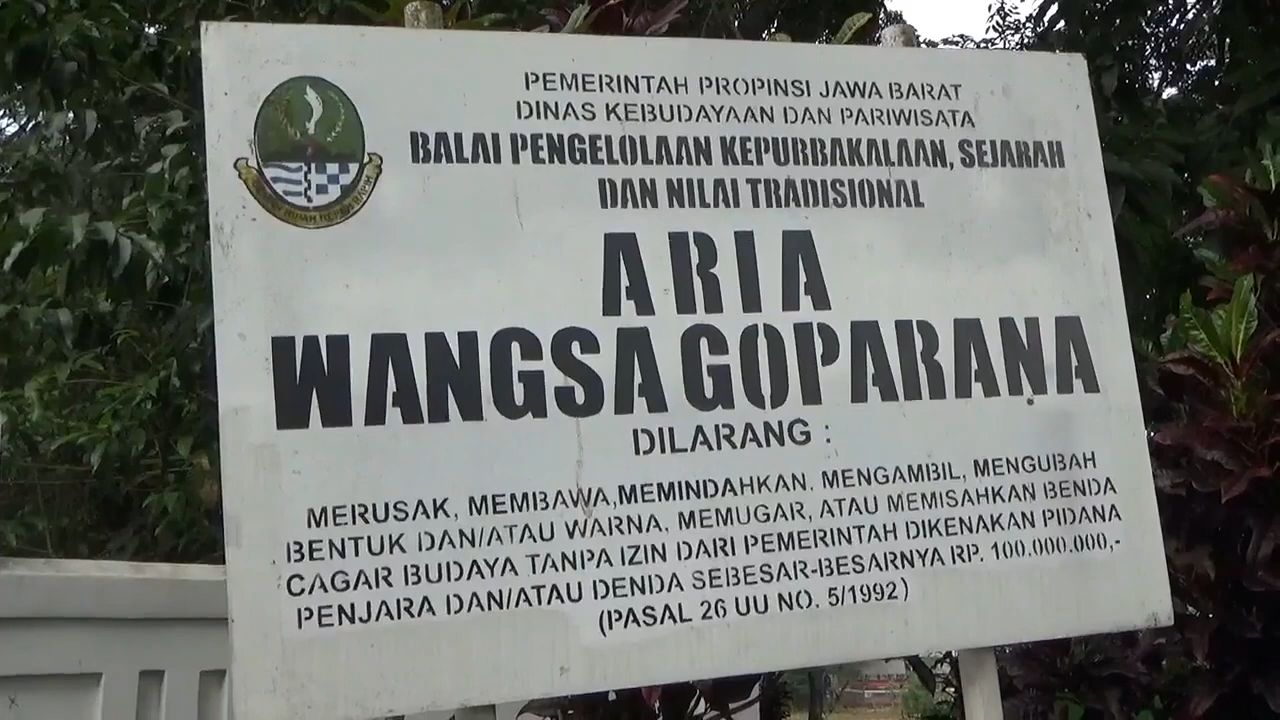 PEMERINTAH PROPINSI JAWA BARAT
DINAS KEBUDAYAAN DAN PARIWISATA
BALAI PENGELOLAAN KEPURBAKALAAN, SEJARAH
DAN NILAI TRADISIONAL
ARIA
WANGSA GOPARANA
DILARANG :
MERUSAK, MEMBAWA, MEMINDAHKAN, MENGAMBIL, MENGUBAH
BENTUK DAN/ATAU WARNA, MEMUGAR, ATAU MEMISAHKAN BENDA
CAGAR BUDAYA TANPA IZIN DARI PEMERINTAH DIKENAKAN PIDANA
PENJARA DAN/ATAU DENDA SEBESAR-BESARNYA RP. 100.000.000,-
(PASAL 26 UU NO. 5/1992)